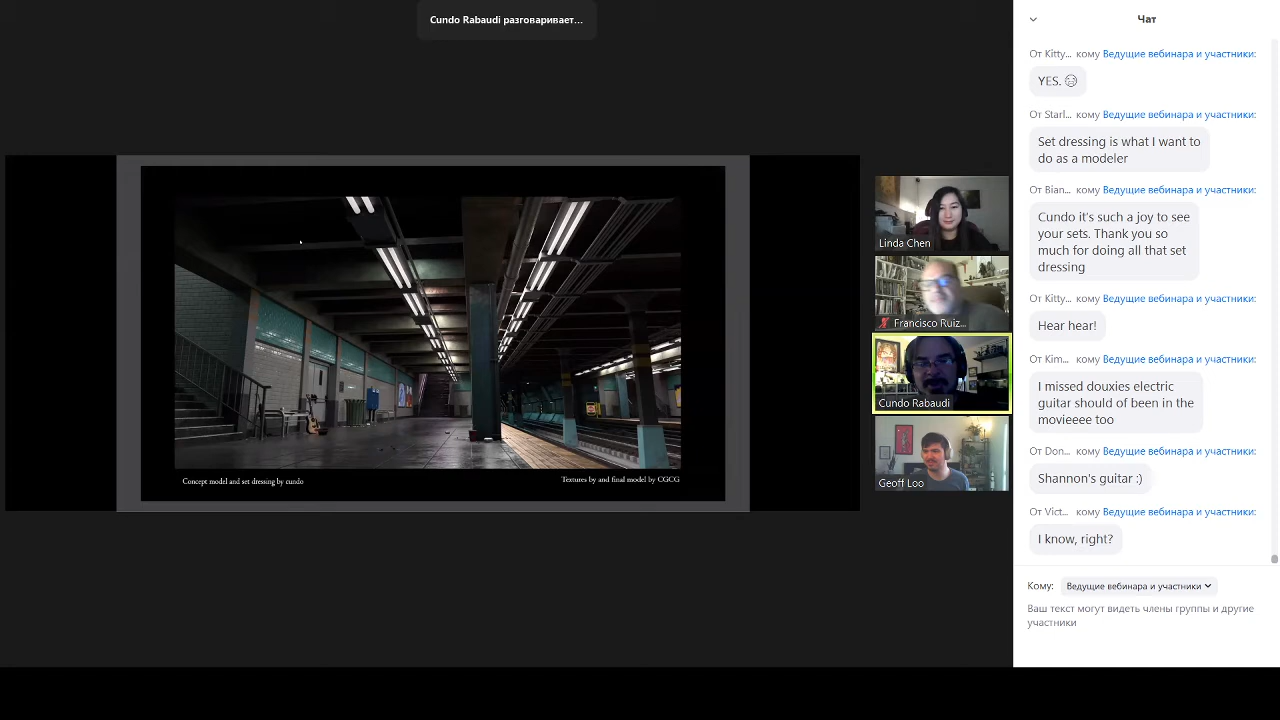 Cundo Rabaudi разговаривает...
Чат
От Kitty... кому Ведущие вебинара и участники:
YES. 😑
От Starl... кому Ведущие вебинара и участники:
Set dressing is what I want to
do as a modeler
От Bian... кому Ведущие вебинара и участники:
Cundo it's such a joy to see
your sets. Thank you so
much for doing all that set
dressing
От Kitty... кому Ведущие вебинара и участники:
Hear hear!
От Kim... кому Ведущие вебинара и участники:
I missed douxies electric
guitar should of been in the
movieeee too
От Don... кому Ведущие вебинара и участники:
Shannon's guitar :)
От Vict... кому Ведущие вебинара и участники:
I know, right?
Кому: Ведущие вебинара и участники
Ваш текст могут видеть члены группы и другие
участники
Linda Chen
Francisco Ruiz...
Cundo Rabaudi
Geoff Loo
Concept model and set dressing by cundo
Textures by and final model by CGCG